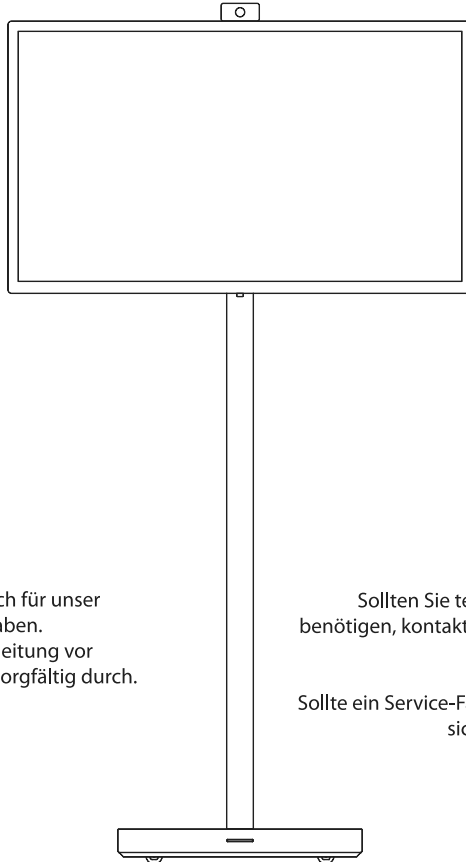 ch für unser
aben.
eitung vor
orgfältig durch.
Sollten Sie te
benötigen, kontakt
Sollte ein Service-F
sic